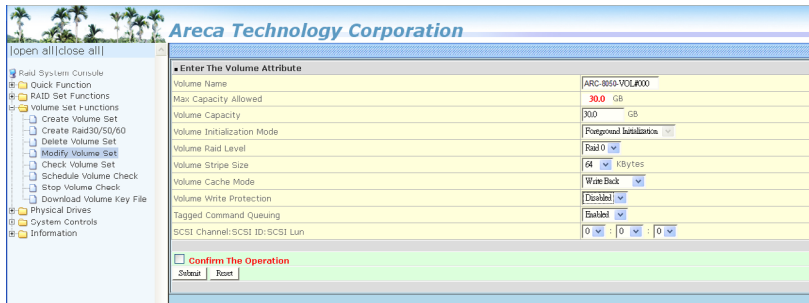 Areca Technology Corporation
|open all|close all|
Raid System Console
Quick Function
RAID Set Functions
Volume Set Functions
Create Volume Set
Create Raid30/50/60
Delete Volume Set
Modify Volume Set
Check Volume Set
Schedule Volume Check
Stop Volume Check
Download Volume Key File
Physical Drives
System Controls
Information
Enter The Volume Attribute
Volume Name ARC-8050-VOL#000
Max Capacity Allowed 30.0 GB
Volume Capacity 30.0 GB
Volume Initialization Mode Foreground Initialization
Volume Raid Level Raid 0
Volume Stripe Size 64 KBytes
Volume Cache Mode Write Back
Volume Write Protection Disabled
Tagged Command Queuing Enabled
SCSI Channel:SCSI ID:SCSI Lun 0 : 0 : 0
Confirm The Operation
Submit Reset